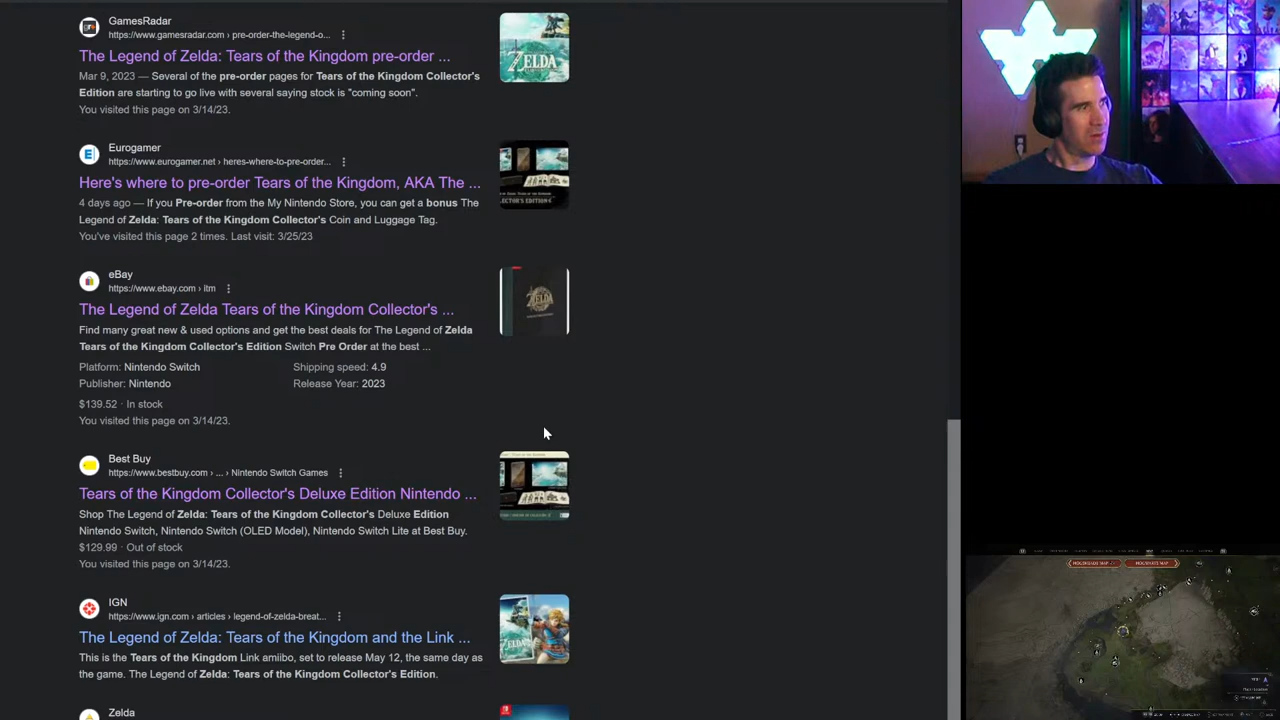 GamesRadar
https://www.gamesradar.com › pre-order-the-legend-o...
The Legend of Zelda: Tears of the Kingdom pre-order ...
Mar 9, 2023 — Several of the pre-order pages for Tears of the Kingdom Collector's
Edition are starting to go live with several saying stock is "coming soon".
You visited this page on 3/14/23.
ZELDA
Eurogamer
https://www.eurogamer.net › heres-where-to-pre-order...
Here's where to pre-order Tears of the Kingdom, AKA The ...
4 days ago — If you Pre-order from the My Nintendo Store, you can get a bonus The
Legend of Zelda: Tears of the Kingdom Collector's Coin and Luggage Tag.
You've visited this page 2 times. Last visit: 3/25/23
eBay
https://www.ebay.com › itm
The Legend of Zelda Tears of the Kingdom Collector's ...
Find many great new & used options and get the best deals for The Legend of Zelda
Tears of the Kingdom Collector's Edition Switch Pre Order at the best ...
Platform: Nintendo Switch
Shipping speed: 4.9
Publisher: Nintendo
Release Year: 2023
$139.52 · In stock
You visited this page on 3/14/23.
ZELDA
Best Buy
https://www.bestbuy.com › ... › Nintendo Switch Games
Tears of the Kingdom Collector's Deluxe Edition Nintendo ...
Shop The Legend of Zelda: Tears of the Kingdom Collector's Deluxe Edition
Nintendo Switch, Nintendo Switch (OLED Model), Nintendo Switch Lite at Best Buy.
$129.99 · Out of stock
You visited this page on 3/14/23.
IGN
https://www.ign.com › articles › legend-of-zelda-breat...
The Legend of Zelda: Tears of the Kingdom and the Link ...
This is the Tears of the Kingdom Link amiibo, set to release May 12, the same day as
the game. The Legend of Zelda: Tears of the Kingdom Collector's Edition.
ZELDA
Zelda
HOGSMEADE MAP
HOGWARTS MAP